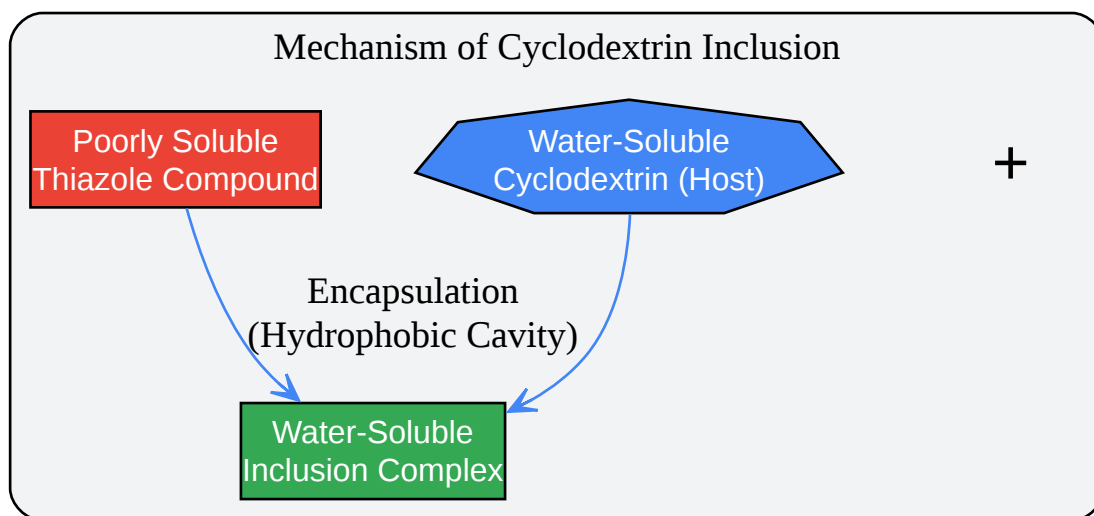 Mechanism of Cyclodextrin Inclusion
Poorly Soluble
Thiazole Compound
Water-Soluble
Cyclodextrin (Host)
+
Encapsulation
(Hydrophobic Cavity)
Water-Soluble
Inclusion Complex